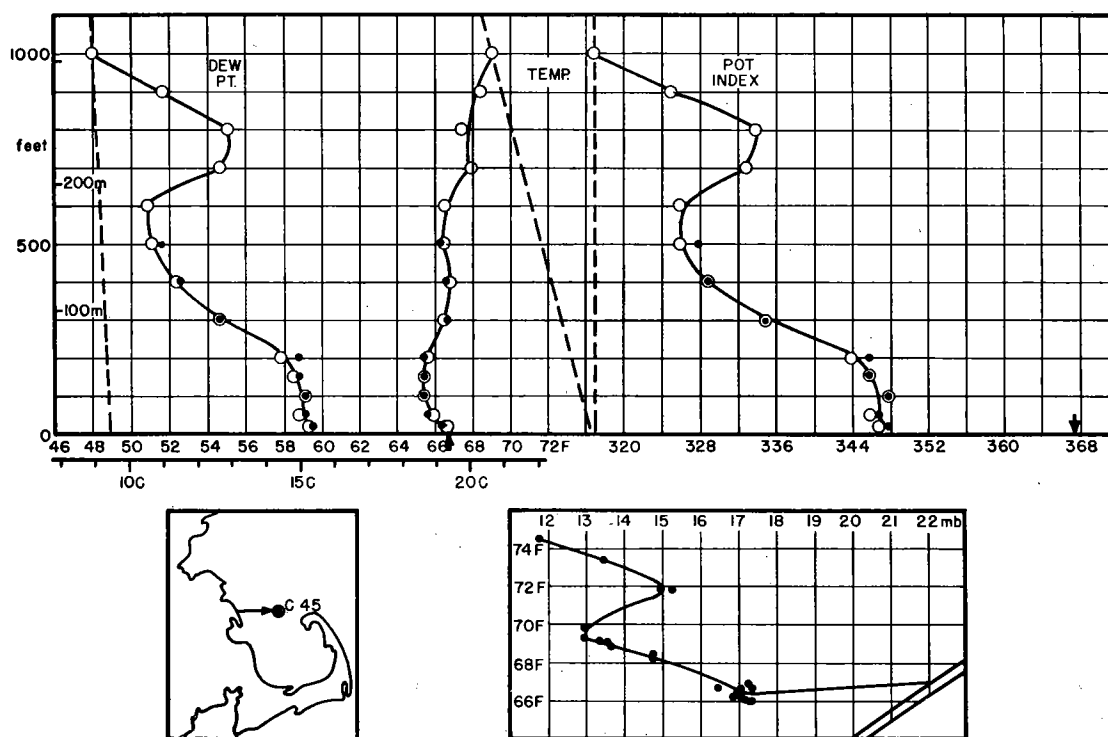 1000
DEW PT.
TEMP.
POT INDEX
feet
200m
500
100m
0
46 48 50 52 54 56 58 60 62 64 66 68 70 72F 320 328 336 344 352 360 368
10C 15C 20C
C 45
12 13 14 15 16 17 18 19 20 21 22 mb
74F
72F
70F
68F
66F